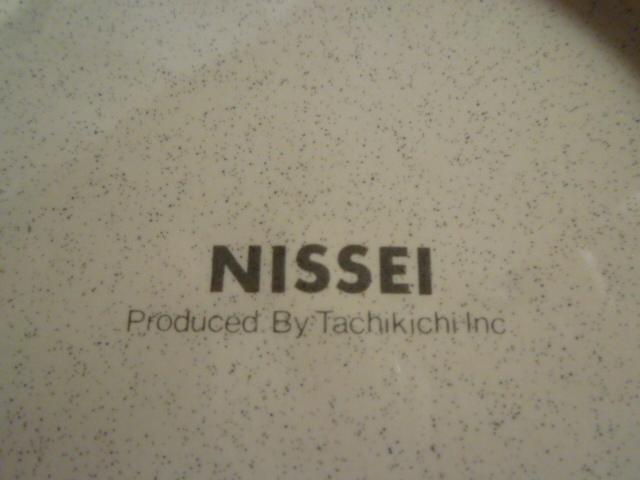 NISSEI
Produced By Tachikichi Inc